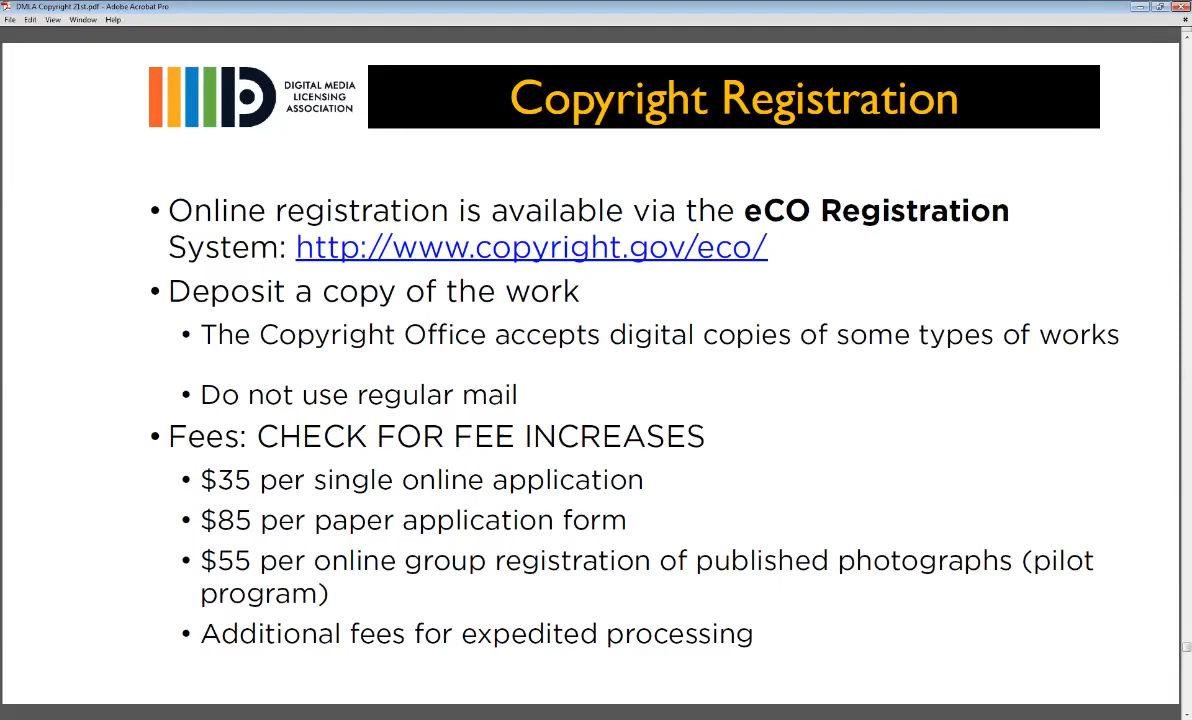 DMLA Copyright 21st.pdf - Adobe Acrobat Pro
File Edit View Window Help
DIGITAL MEDIA
LICENSING
ASSOCIATION
Copyright Registration
• Online registration is available via the eCO Registration
System: http://www.copyright.gov/eco/
• Deposit a copy of the work
• The Copyright Office accepts digital copies of some types of works
• Do not use regular mail
• Fees: CHECK FOR FEE INCREASES
• $35 per single online application
• $85 per paper application form
• $55 per online group registration of published photographs (pilot
program)
• Additional fees for expedited processing